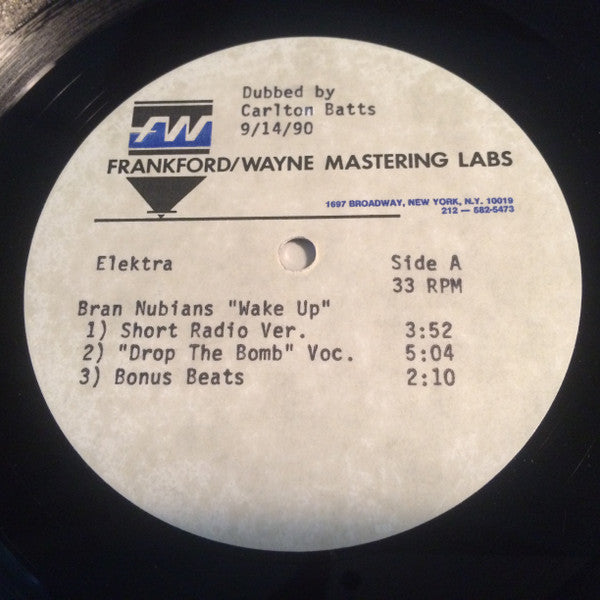 Dubbed by
Carlton Batts
9/14/90
FW
FRANKFORD/WAYNE MASTERING LABS
1697 BROADWAY, NEW YORK, N.Y. 10019
212 — 582-5473
Elektra Side A
33 RPM
Bran Nubians "Wake Up"
1) Short Radio Ver. 3:52
2) "Drop The Bomb" Voc. 5:04
3) Bonus Beats 2:10